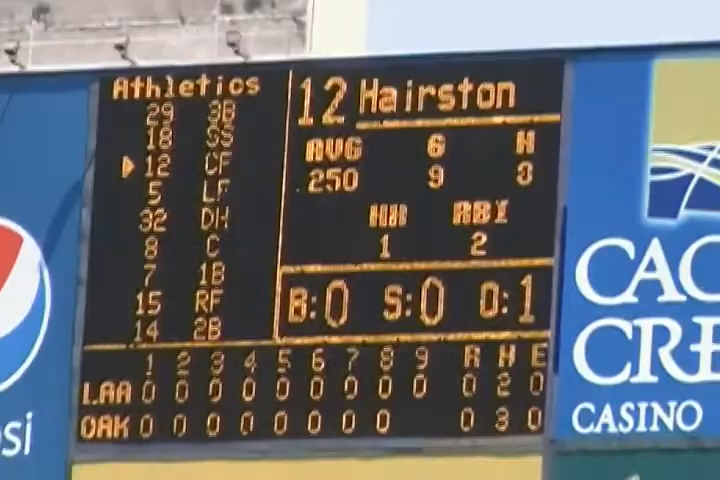 Athletics
29 3B
18 SS
12 CF
5 LF
32 DH
8 C
7 1B
15 RF
14 2B
12 Hairston
AVG G H
.250 9 8
HR RBI
1 2
B:0 S:0 O:1
1 2 3 4 5 6 7 8 9 R H E
LAA 0 0 0 0 0 0 0 0 0 0 2 0
OAK 0 0 0 0 0 0 0 0 0 3 0
CAC
CRE
CASINO
psi